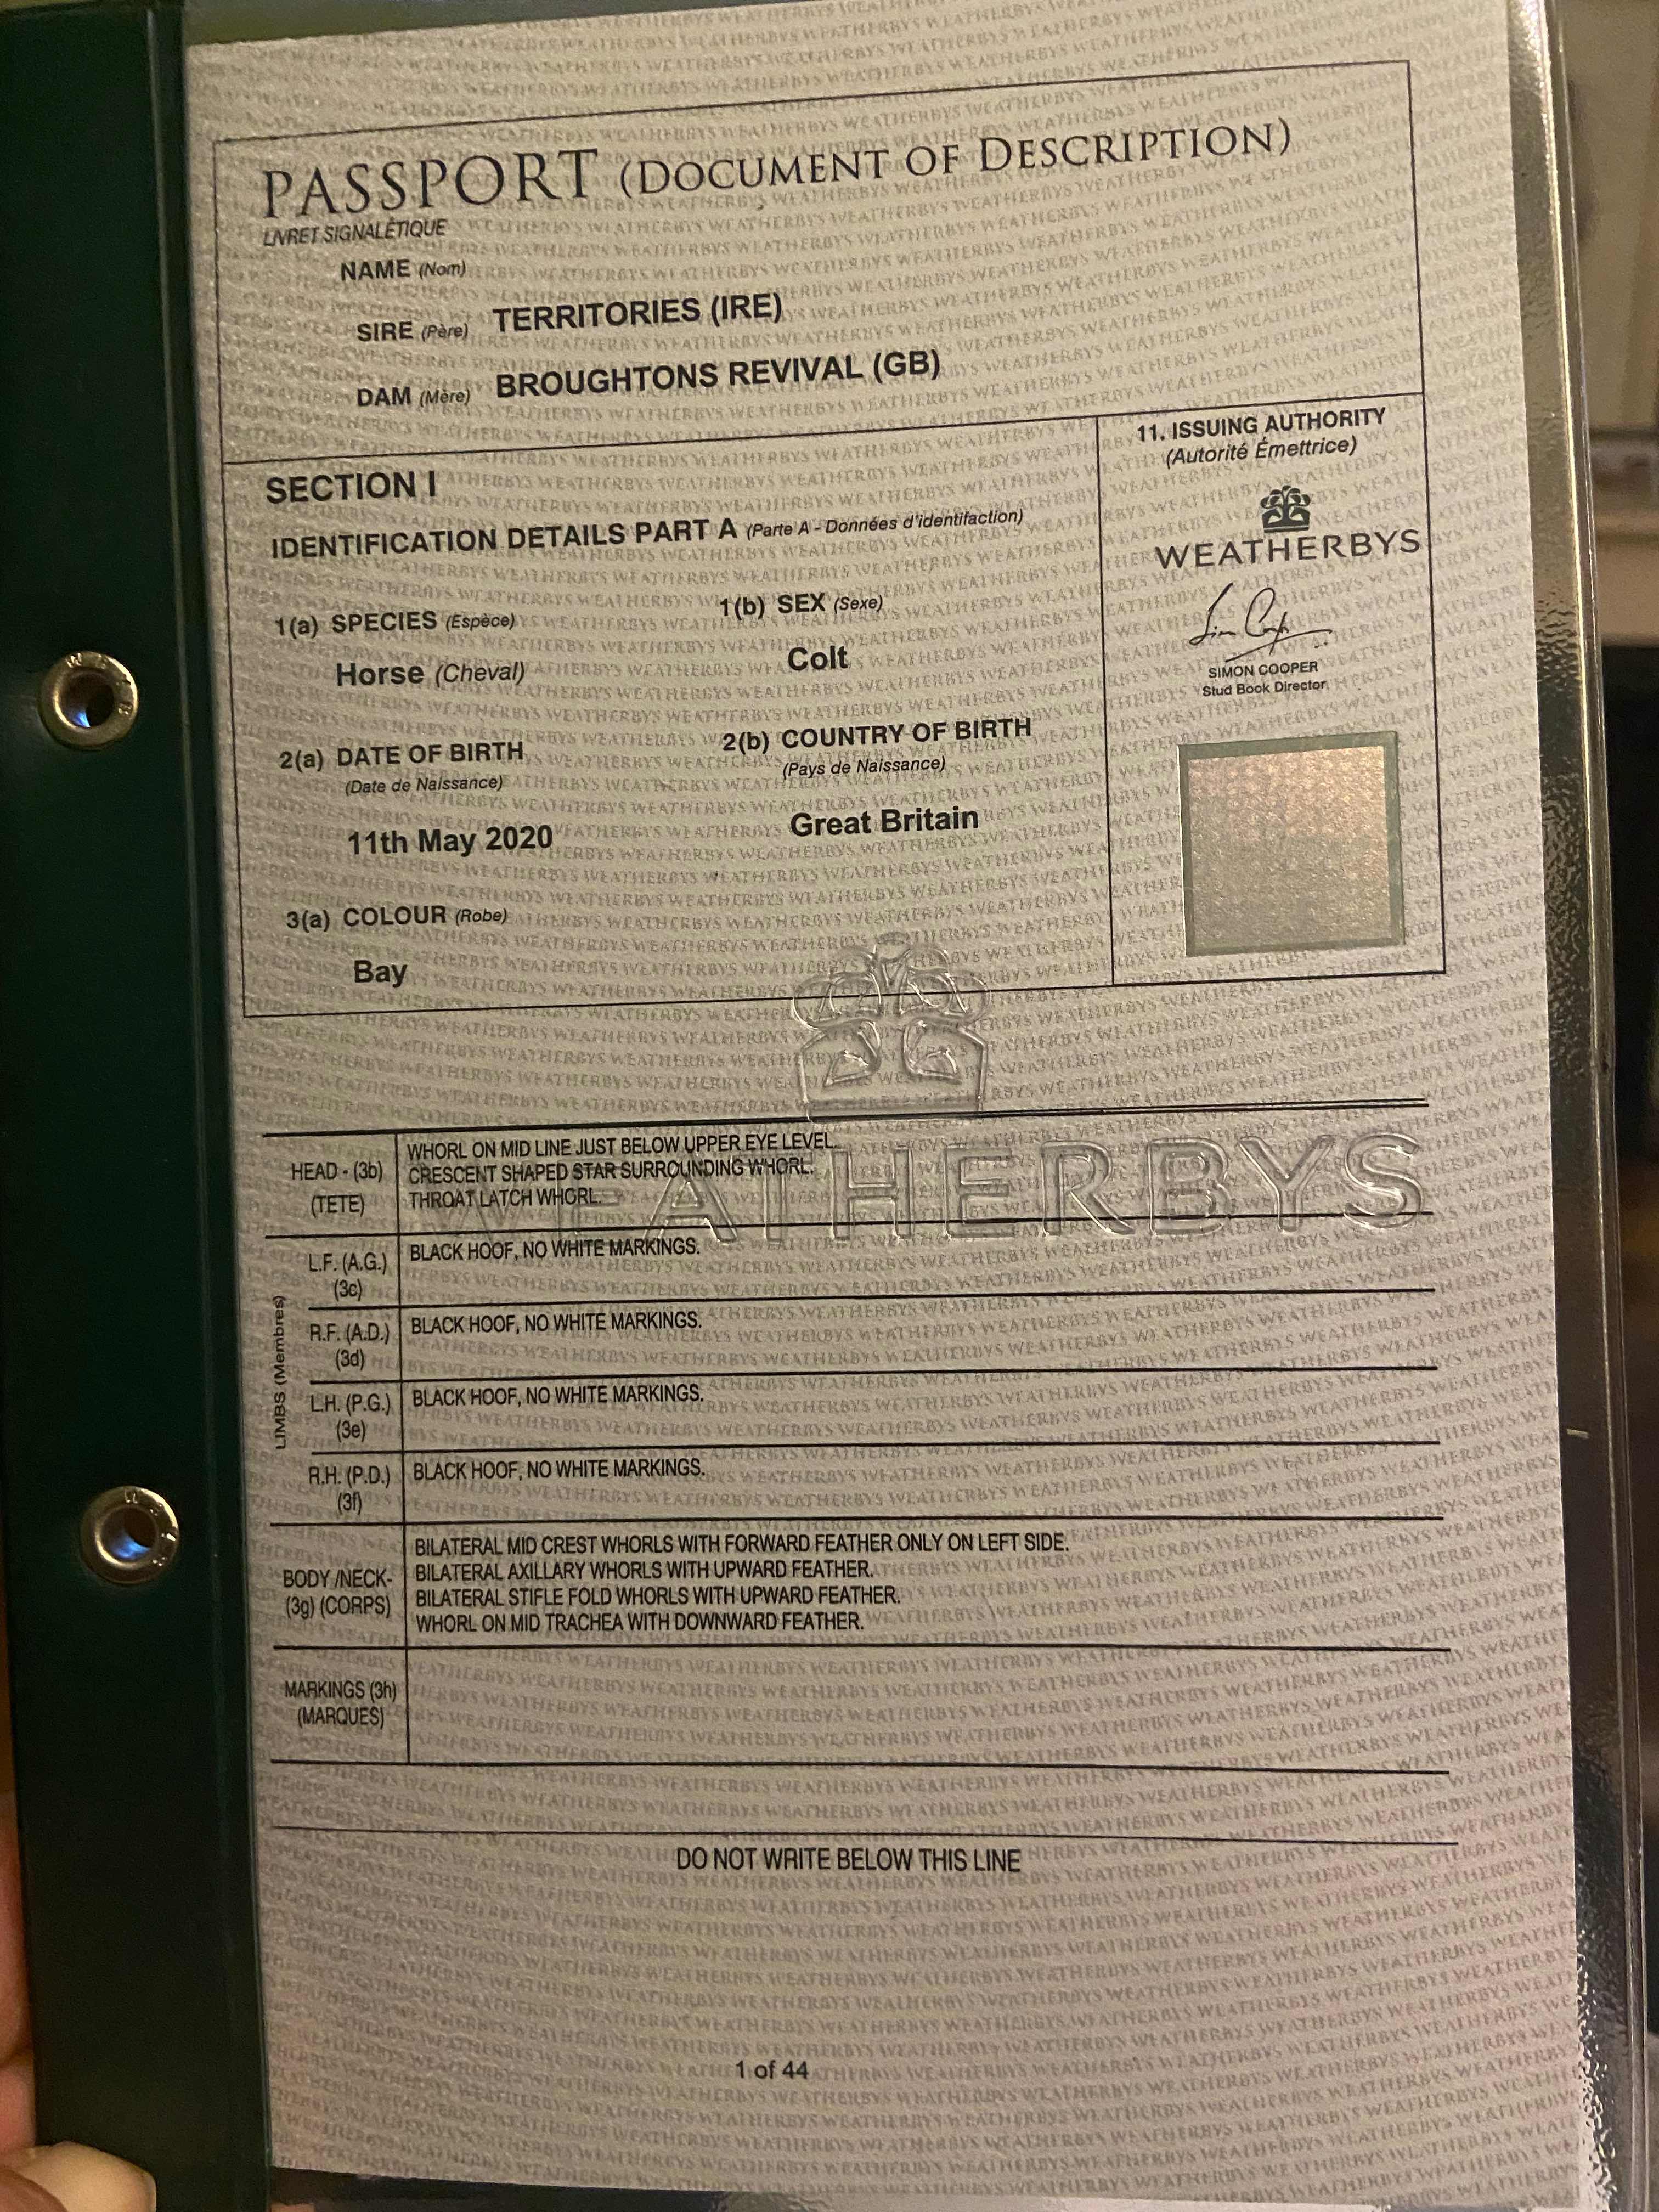 PASSPORT (DOCUMENT OF DESCRIPTION)
LIVRET SIGNALÉTIQUE
NAME (Nom)
SIRE (Père) TERRITORIES (IRE)
DAM (Mère) BROUGHTONS REVIVAL (GB)
SECTION I
IDENTIFICATION DETAILS PART A (Parte A - Données d'identifaction)
1(a) SPECIES (Espèce) 1(b) SEX (Sexe)
Horse (Cheval) Colt
2(a) DATE OF BIRTH 2(b) COUNTRY OF BIRTH
(Date de Naissance) (Pays de Naissance)
11th May 2020 Great Britain
3(a) COLOUR (Robe)
Bay
11. ISSUING AUTHORITY
(Autorité Émettrice)
WEATHERBYS
SIMON COOPER
Stud Book Director
WEATHERBYS
HEAD - (3b)
(TETE)
WHORL ON MID LINE JUST BELOW UPPER EYE LEVEL.
CRESCENT SHAPED STAR SURROUNDING WHORL.
THROAT LATCH WHORL.
LIMBS (Membres)
L.F. (A.G.)
(3c)
BLACK HOOF, NO WHITE MARKINGS.
R.F. (A.D.)
(3d)
BLACK HOOF, NO WHITE MARKINGS.
L.H. (P.G.)
(3e)
BLACK HOOF, NO WHITE MARKINGS.
R.H. (P.D.)
(3f)
BLACK HOOF, NO WHITE MARKINGS.
BODY /NECK-
(3g) (CORPS)
BILATERAL MID CREST WHORLS WITH FORWARD FEATHER ONLY ON LEFT SIDE.
BILATERAL AXILLARY WHORLS WITH UPWARD FEATHER.
BILATERAL STIFLE FOLD WHORLS WITH UPWARD FEATHER.
WHORL ON MID TRACHEA WITH DOWNWARD FEATHER.
MARKINGS (3h)
(MARQUES)
DO NOT WRITE BELOW THIS LINE
1 of 44